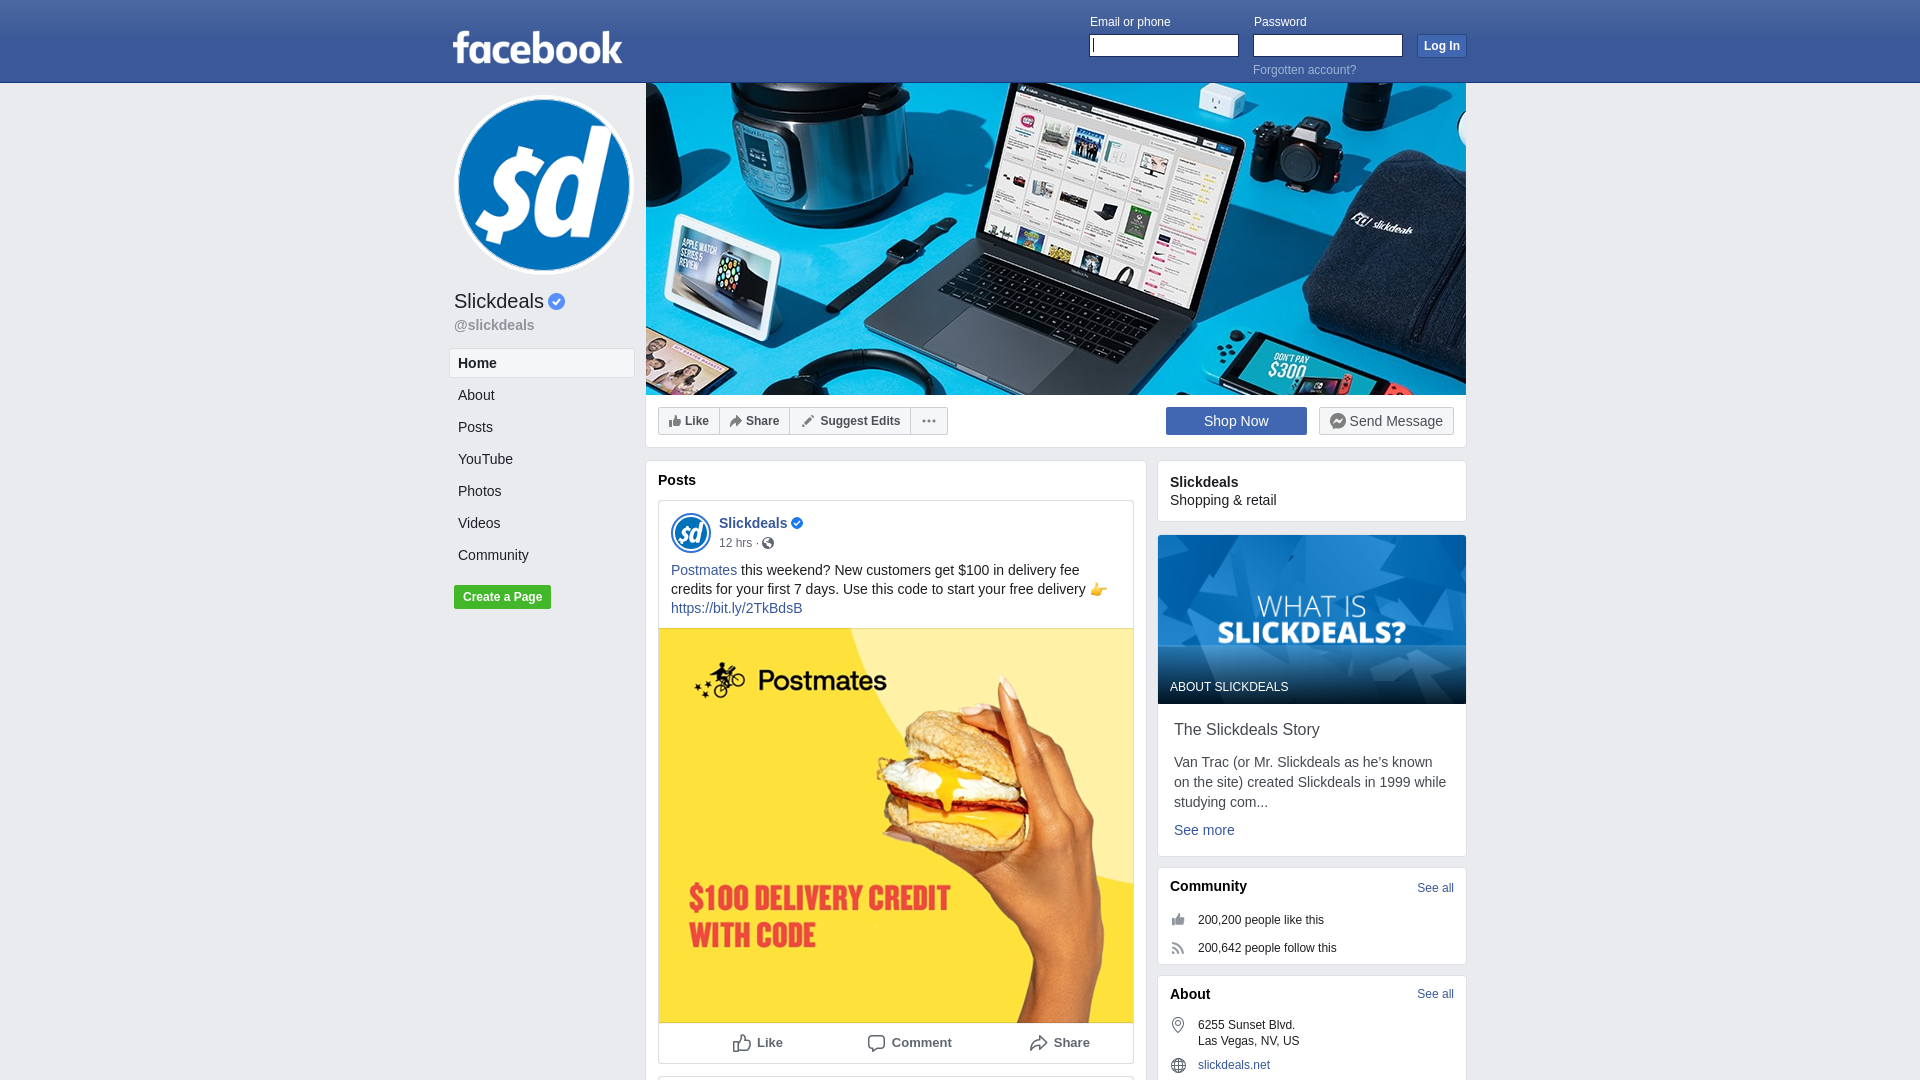 facebook
Email or phone
Password
Log In
Forgotten account?
$d
Slickdeals
@slickdeals
Home
About
Posts
YouTube
Photos
Videos
Community
Create a Page
APPLE WATCH
SERIES 5
REVIEW
slickdeals
DON'T PAY
$300
Like
Share
Suggest Edits
Shop Now
Send Message
Posts
$d
Slickdeals
12 hrs ·
Postmates this weekend? New customers get $100 in delivery fee
credits for your first 7 days. Use this code to start your free delivery 👉
https://bit.ly/2TkBdsB
Postmates
$100 DELIVERY CREDIT
WITH CODE
Like
Comment
Share
Slickdeals
Shopping & retail
WHAT IS
SLICKDEALS?
ABOUT SLICKDEALS
The Slickdeals Story
Van Trac (or Mr. Slickdeals as he’s known
on the site) created Slickdeals in 1999 while
studying com...
See more
Community
See all
200,200 people like this
200,642 people follow this
About
See all
6255 Sunset Blvd.
Las Vegas, NV, US
slickdeals.net